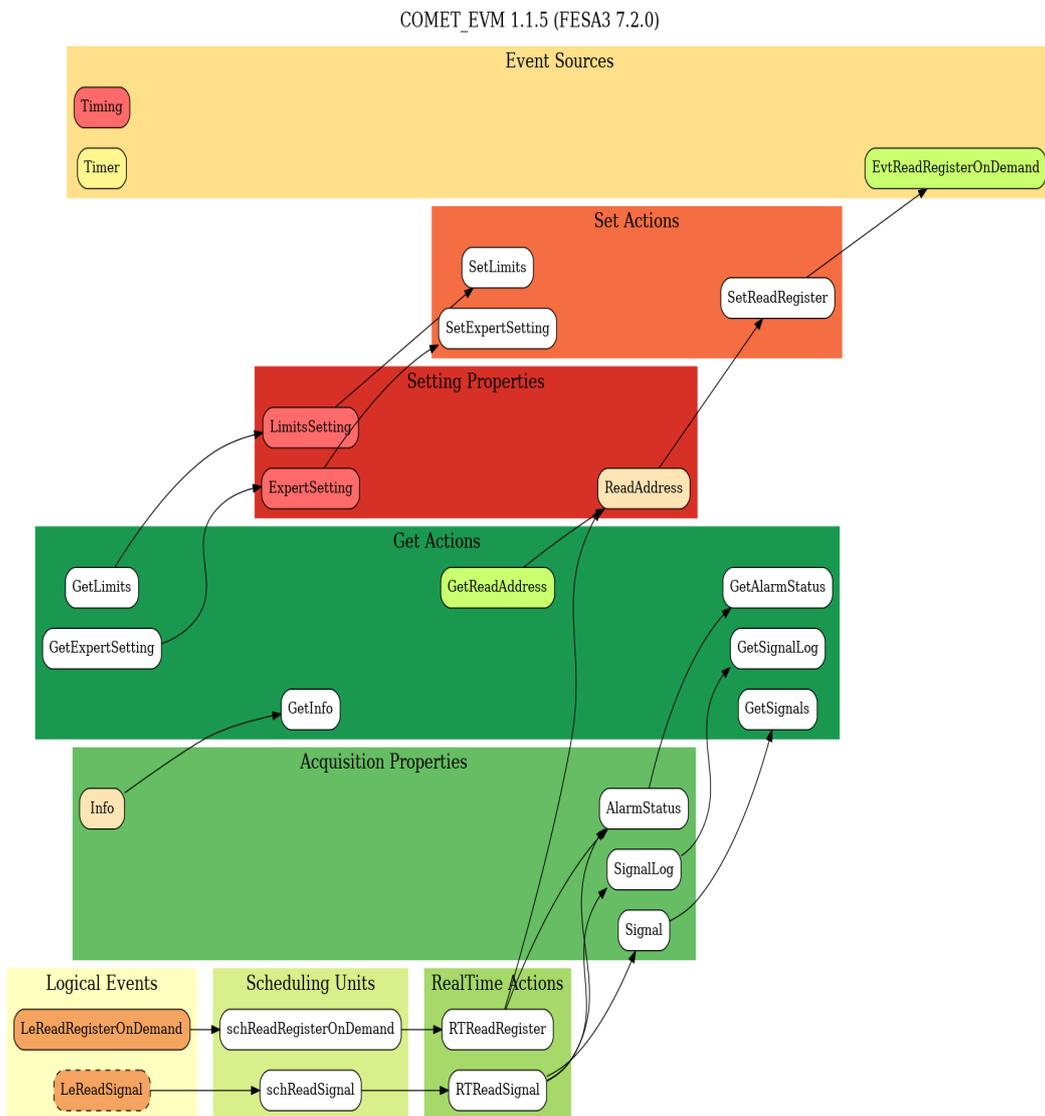 COMET_EVM 1.1.5 (FESA3 7.2.0)
Event Sources
Timing
Timer
EvtReadRegisterOnDemand
Set Actions
SetLimits
SetReadRegister
SetExpertSetting
Setting Properties
LimitsSetting
ExpertSetting
ReadAddress
Get Actions
GetLimits
GetReadAddress
GetAlarmStatus
GetExpertSetting
GetSignalLog
GetInfo
GetSignals
Acquisition Properties
Info
AlarmStatus
SignalLog
Signal
Logical Events
Scheduling Units
RealTime Actions
LeReadRegisterOnDemand
schReadRegisterOnDemand
RTReadRegister
LeReadSignal
schReadSignal
RTReadSignal